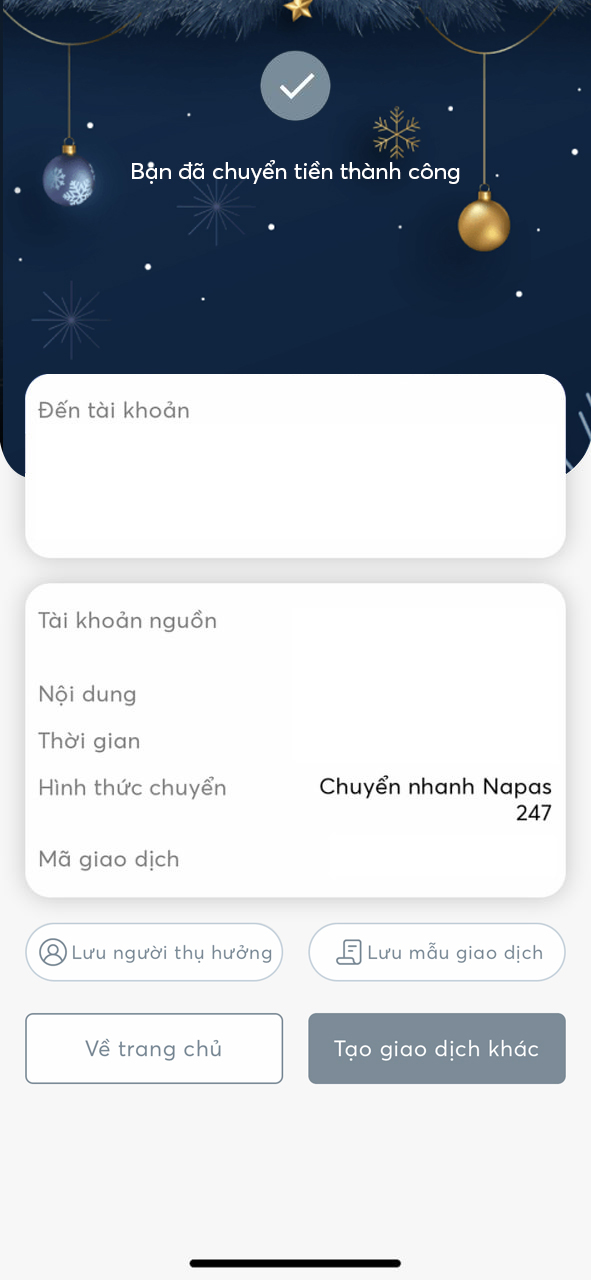 Bạn đã chuyển tiền thành công
Đến tài khoản
Tài khoản nguồn
Nội dung
Thời gian
Hình thức chuyển
Chuyển nhanh Napas
247
Mã giao dịch
Lưu người thụ hưởng
Lưu mẫu giao dịch
Về trang chủ
Tạo giao dịch khác